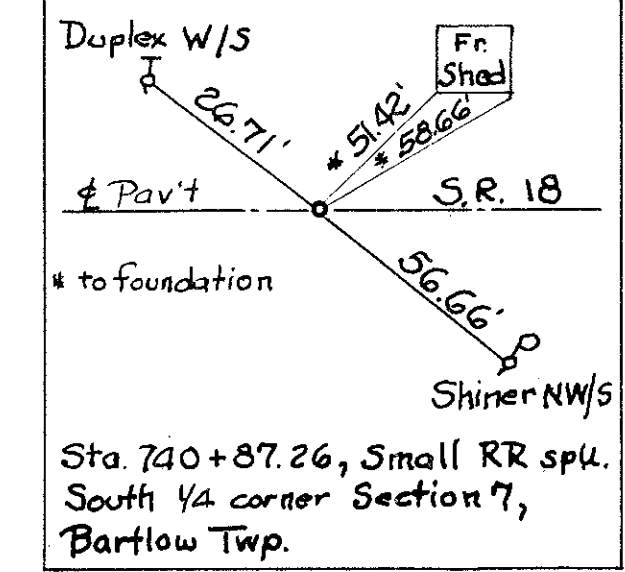 Duplex W/S
Fr.
Shed
26.71'
* 51.42'
* 58.66'
℄ Pav't
S.R. 18
* to foundation
56.66'
Shiner NW/S
Sta. 740+87.26, Small RR spk.
South 1/4 corner Section 7,
Bartlow Twp.